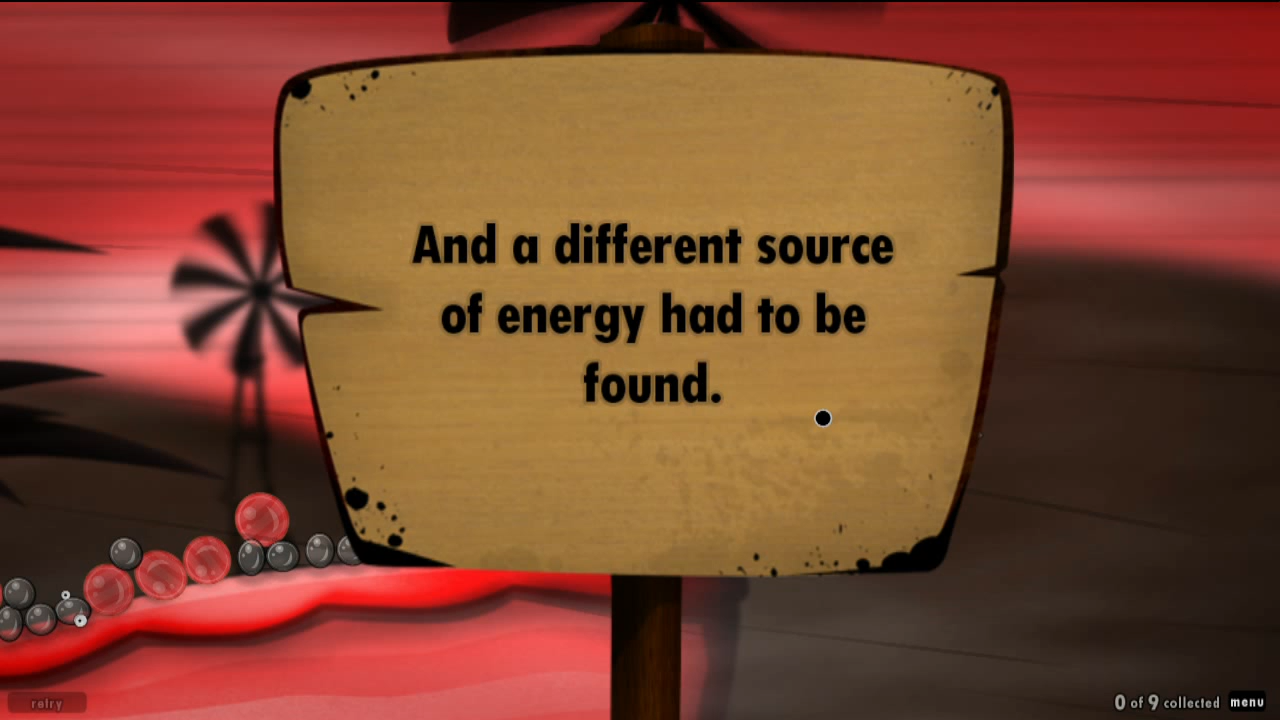 And a different source
of energy had to be
found.
retry
0 of 9 collected menu